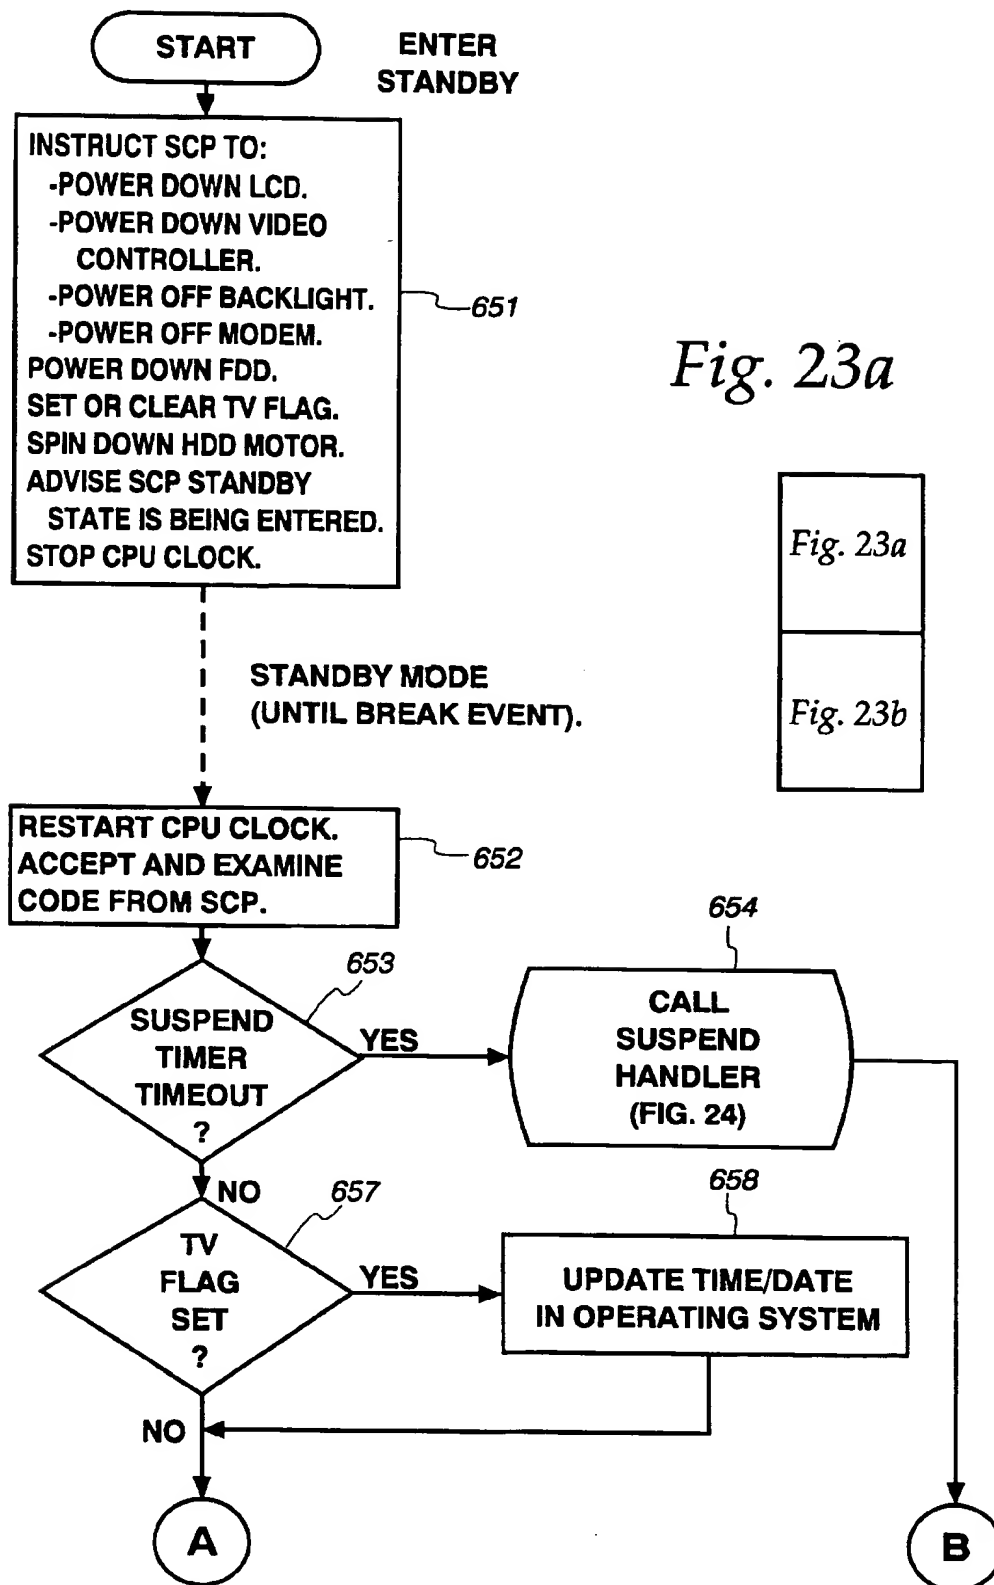 START
ENTER
STANDBY
INSTRUCT SCP TO:
-POWER DOWN LCD.
-POWER DOWN VIDEO
CONTROLLER.
-POWER OFF BACKLIGHT.
-POWER OFF MODEM.
POWER DOWN FDD.
SET OR CLEAR TV FLAG.
SPIN DOWN HDD MOTOR.
ADVISE SCP STANDBY
STATE IS BEING ENTERED.
STOP CPU CLOCK.
651
Fig. 23a
Fig. 23a
Fig. 23b
STANDBY MODE
(UNTIL BREAK EVENT).
RESTART CPU CLOCK.
ACCEPT AND EXAMINE
CODE FROM SCP.
652
653
SUSPEND
TIMER
TIMEOUT
?
YES
654
CALL
SUSPEND
HANDLER
(FIG. 24)
NO
657
TV
FLAG
SET
?
YES
658
UPDATE TIME/DATE
IN OPERATING SYSTEM
NO
A
B